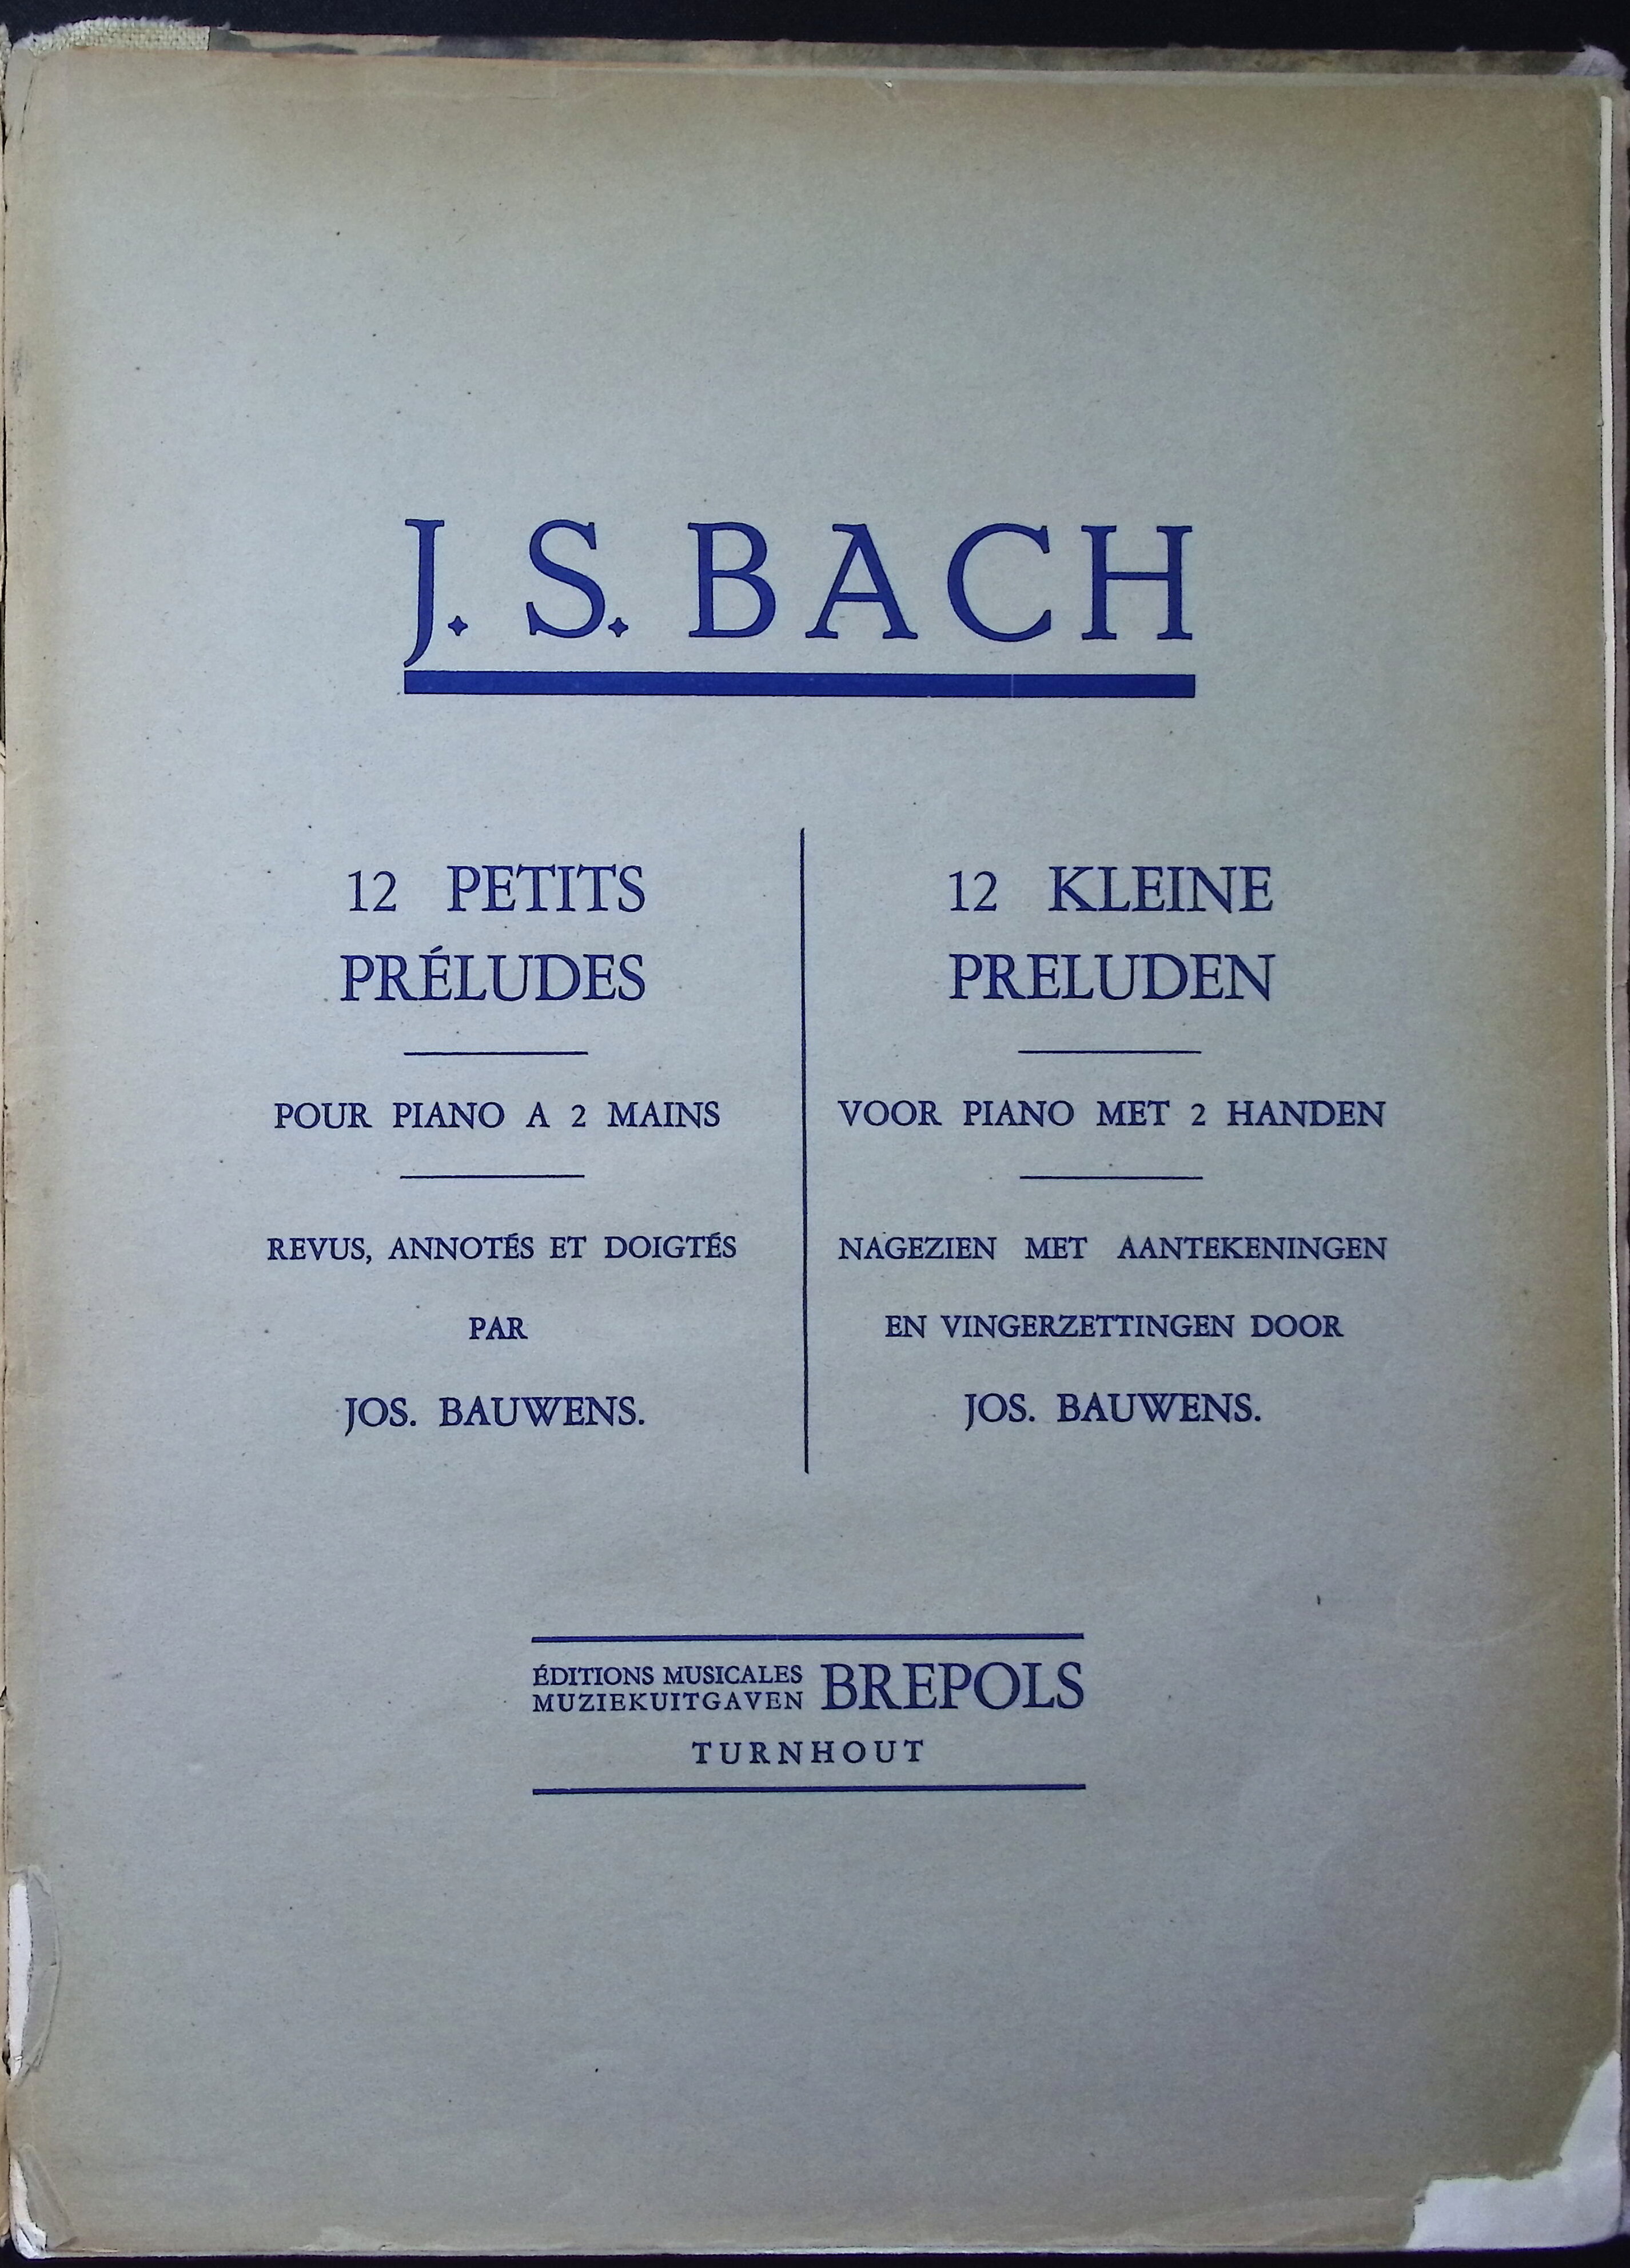 J. S. BACH
12 PETITS
PRÉLUDES
POUR PIANO A 2 MAINS
REVUS, ANNOTÉS ET DOIGTÉS
PAR
JOS. BAUWENS.
12 KLEINE
PRELUDEN
VOOR PIANO MET 2 HANDEN
NAGEZIEN MET AANTEKENINGEN
EN VINGERZETTINGEN DOOR
JOS. BAUWENS.
ÉDITIONS MUSICALES
MUZIEKUITGAVEN
BREPOLS
TURNHOUT